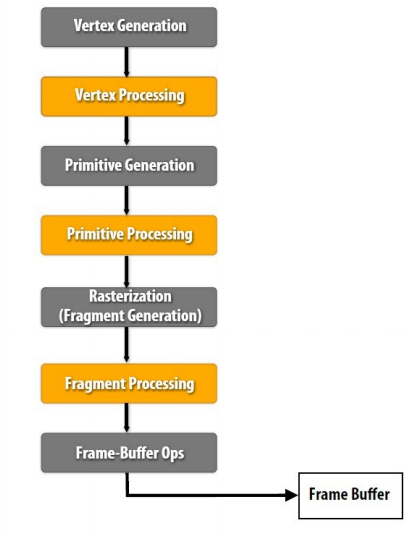 Vertex Generation
Vertex Processing
Primitive Generation
Primitive Processing
Rasterization
(Fragment Generation)
Fragment Processing
Frame-Buffer Ops
Frame Buffer